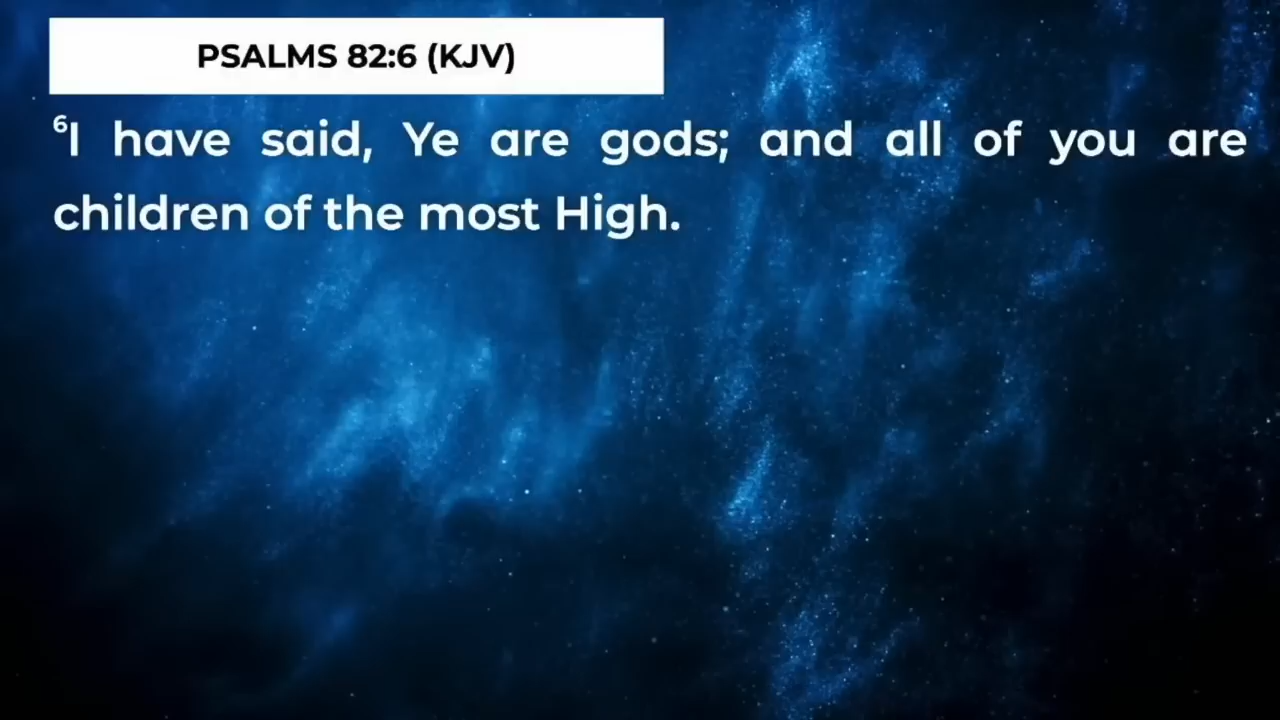 PSALMS 82:6 (KJV)
⁶I have said, Ye are gods; and all of you are
children of the most High.